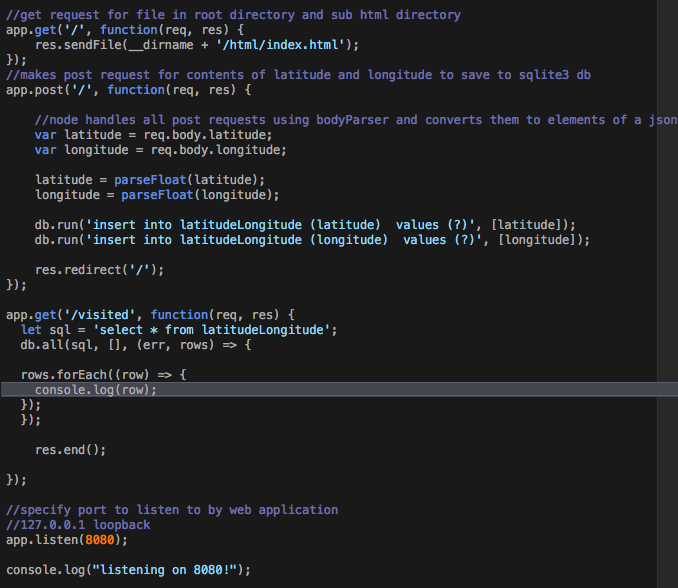 //get request for file in root directory and sub html directory
app.get('/', function(req, res) {
    res.sendFile(__dirname + '/html/index.html');
});
//makes post request for contents of latitude and longitude to save to sqlite3 db
app.post('/', function(req, res) {
    //node handles all post requests using bodyParser and converts them to elements of a json
    var latitude = req.body.latitude;
    var longitude = req.body.longitude;
    latitude = parseFloat(latitude);
    longitude = parseFloat(longitude);
    db.run('insert into latitudeLongitude (latitude)  values (?)', [latitude]);
    db.run('insert into latitudeLongitude (longitude)  values (?)', [longitude]);
    res.redirect('/');
});
app.get('/visited', function(req, res) {
  let sql = 'select * from latitudeLongitude';
  db.all(sql, [], (err, rows) => {
  rows.forEach((row) => {
    console.log(row);
  });
  });
    res.end();
});
//specify port to listen to by web application
//127.0.0.1 loopback
app.listen(8080);
console.log("listening on 8080!");